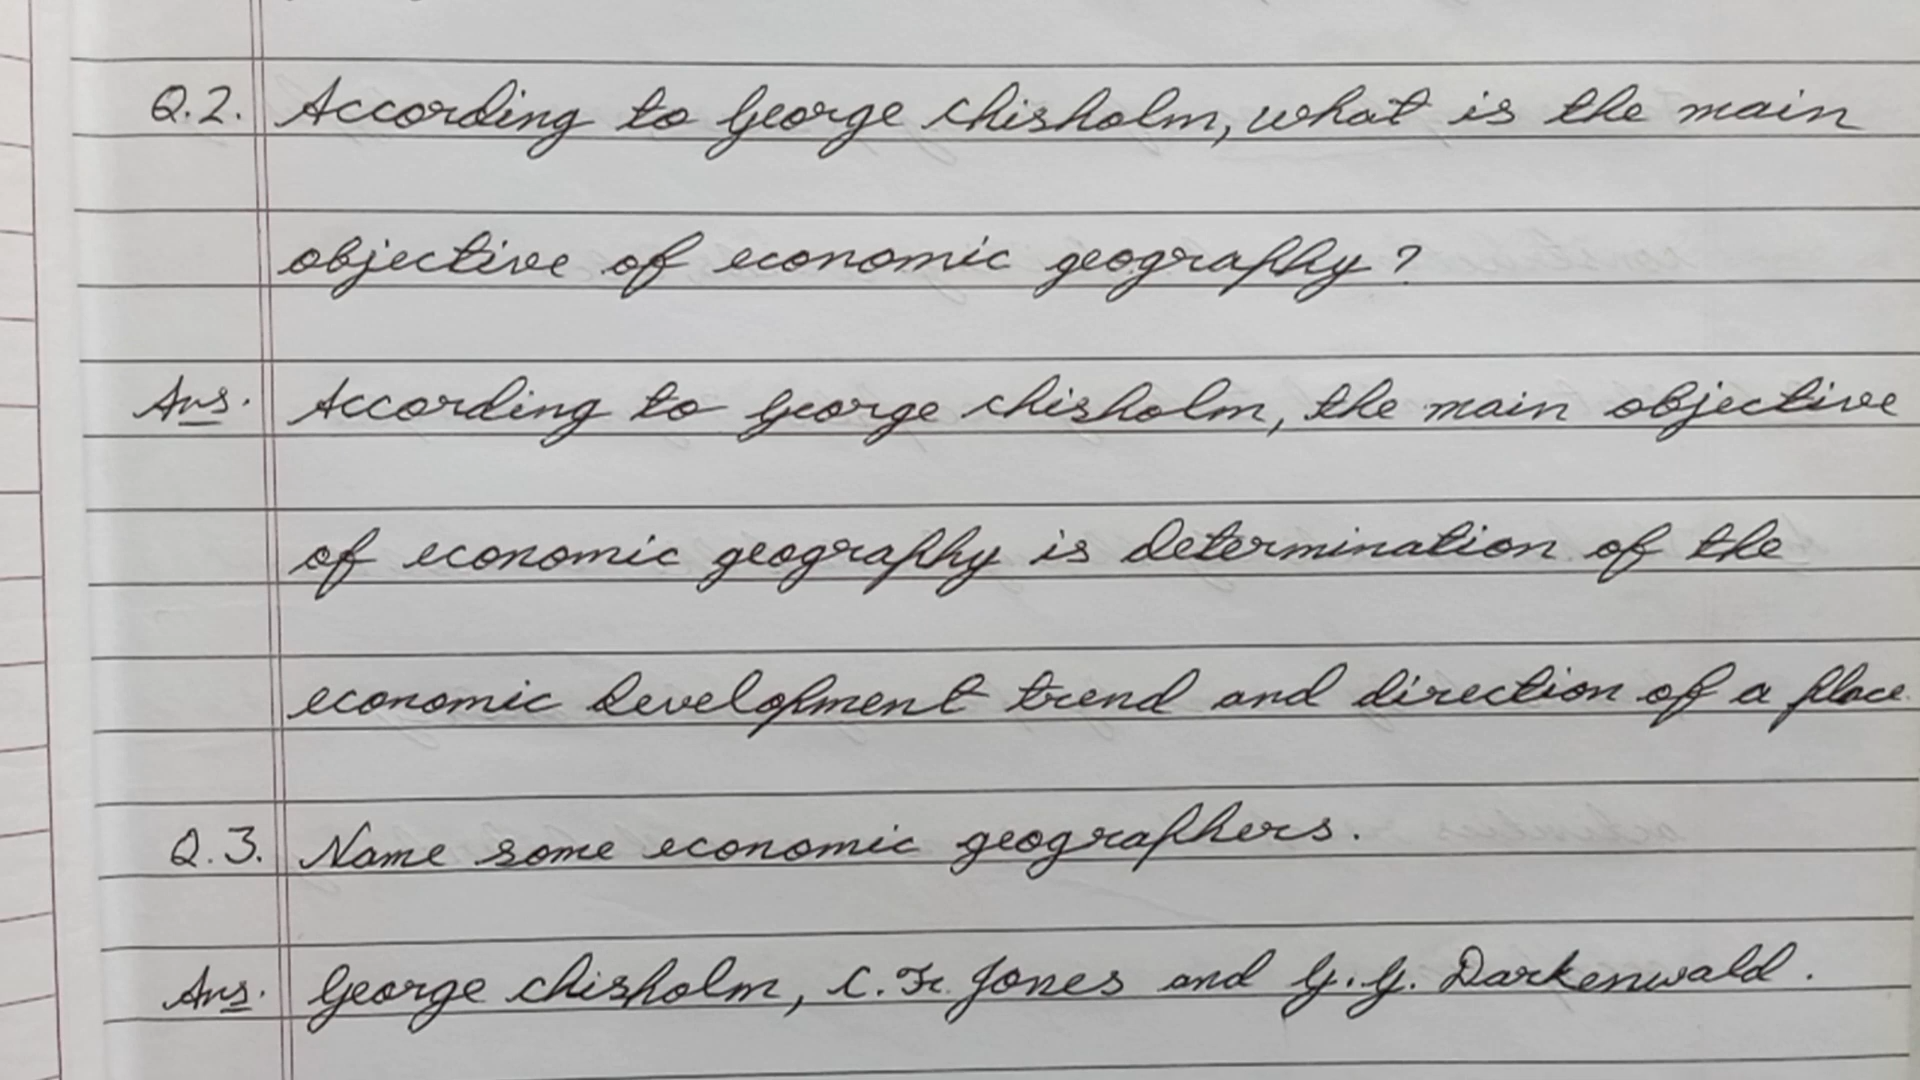 Q.2. According to George Chisholm, what is the main
objective of economic geography?
Ans. According to George Chisholm, the main objective
of economic geography is determination of the
economic development trend and direction of a place
Q.3. Name some economic geographers.
Ans. George Chisholm, C. F. Jones and G. G. Darkenwald.